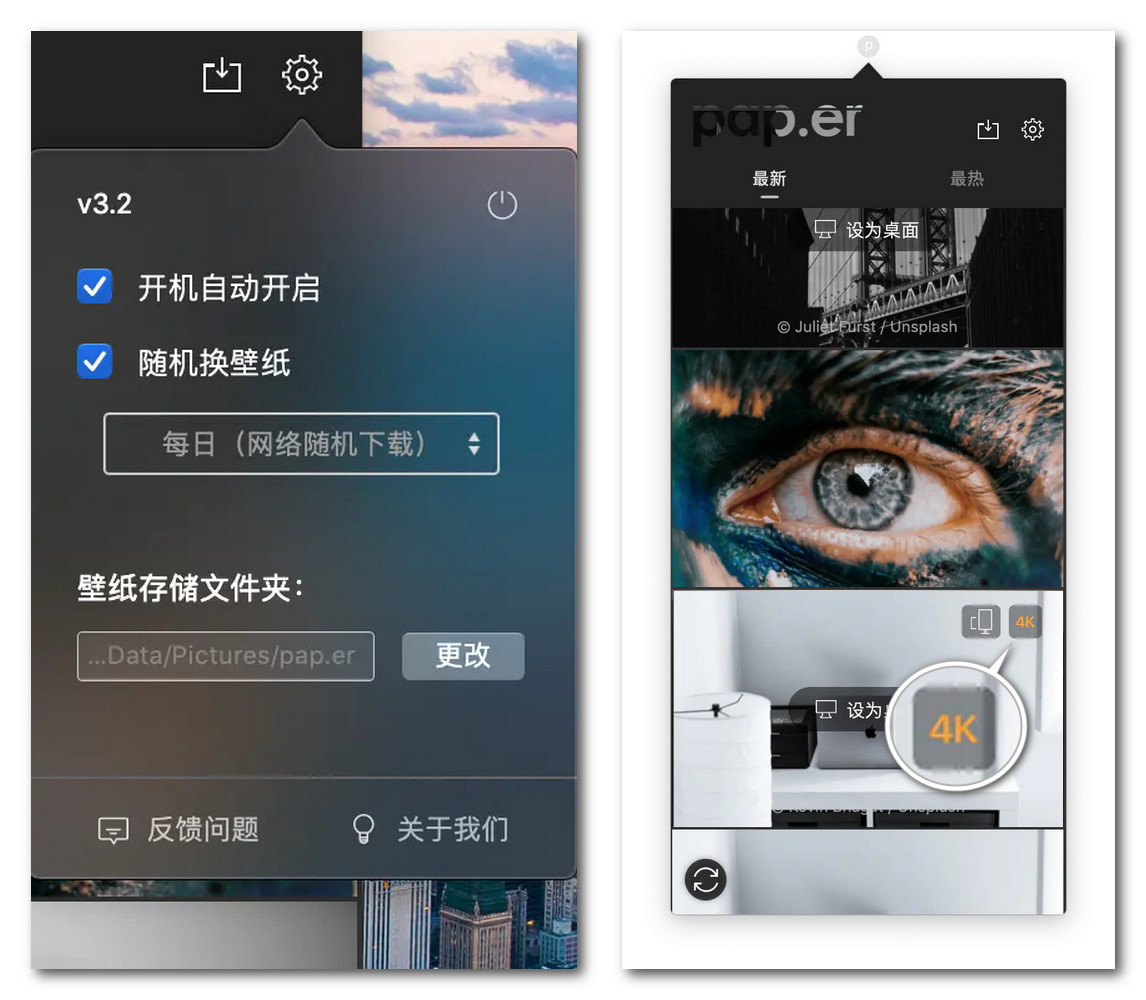 v3.2
开机自动开启
随机换壁纸
每日（网络随机下载）
壁纸存储文件夹：
...Data/Pictures/pap.er
更改
反馈问题
关于我们
P
pap.er
最新
最热
设为桌面
© Juliet Furst / Unsplash
4K
设为
4K
/ Unsplash